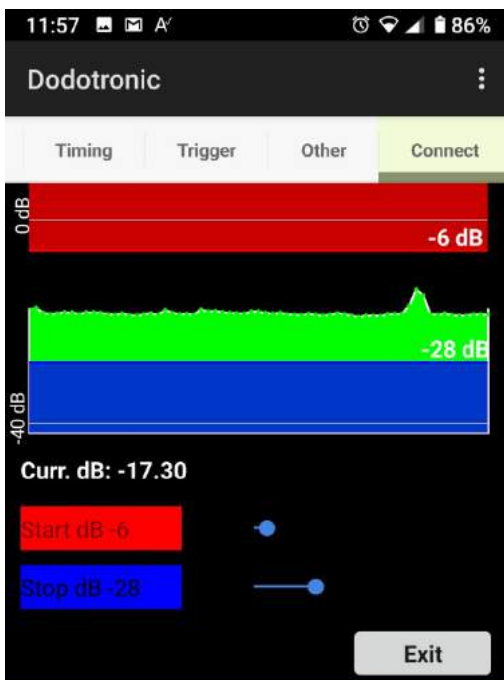 11:57 86%
Dodotronic
Timing Trigger Other Connect
0 dB
-6 dB
-28 dB
-40 dB
Curr. dB: -17.30
Start dB -6
Stop dB -28
Exit